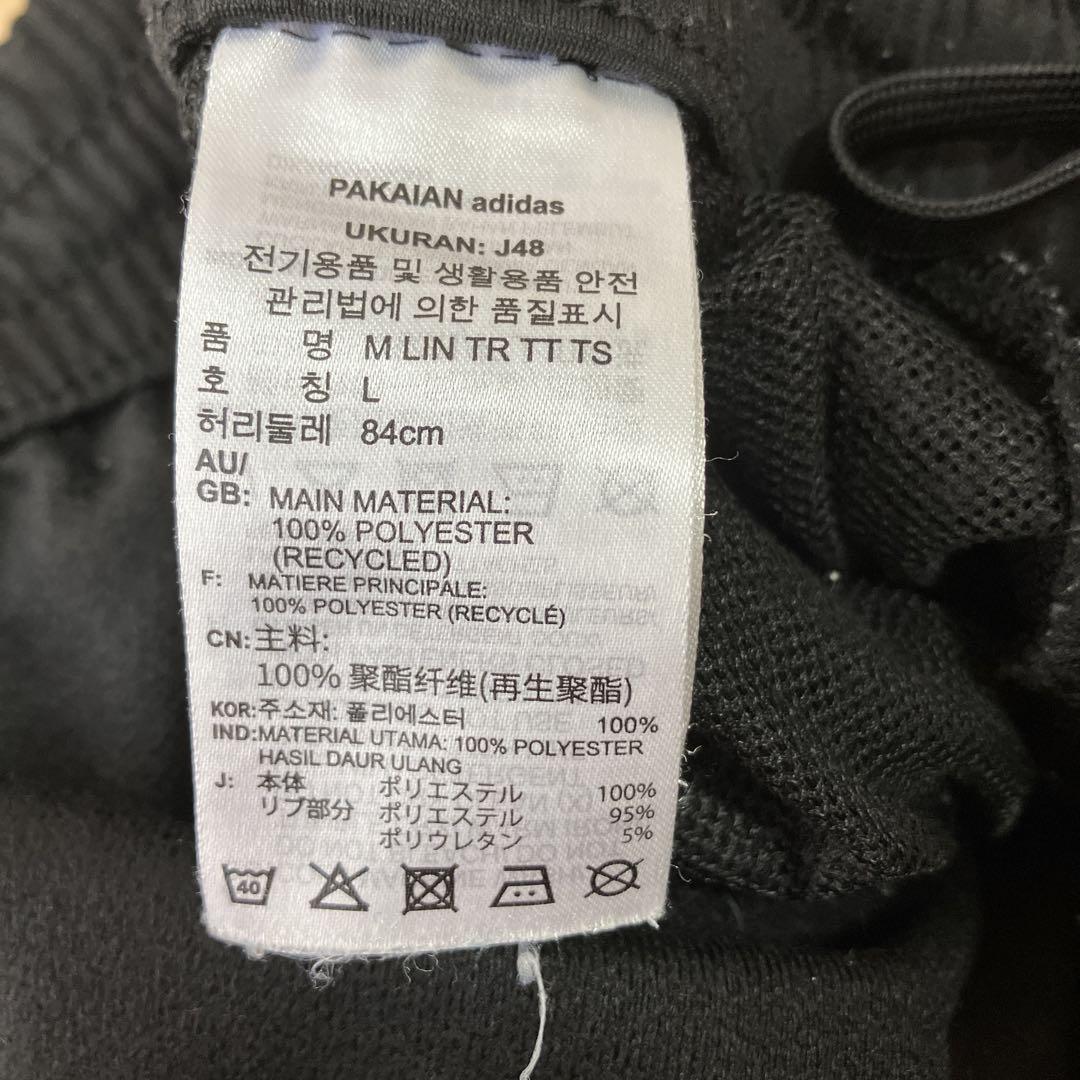 PAKAIAN adidas
UKURAN: J48
전기용품 및 생활용품 안전
관리법에 의한 품질표시
품 명 M LIN TR TT TS
호 칭 L
허리둘레 84cm
AU/
GB: MAIN MATERIAL:
100% POLYESTER
(RECYCLED)
F: MATIERE PRINCIPALE:
100% POLYESTER (RECYCLÉ)
CN: 主料:
100% 聚酯纤维(再生聚酯)
KOR: 주소재: 폴리에스터 100%
IND: MATERIAL UTAMA: 100% POLYESTER
HASIL DAUR ULANG
J: 本体 ポリエステル 100%
リブ部分 ポリエステル 95%
ポリウレタン 5%
40